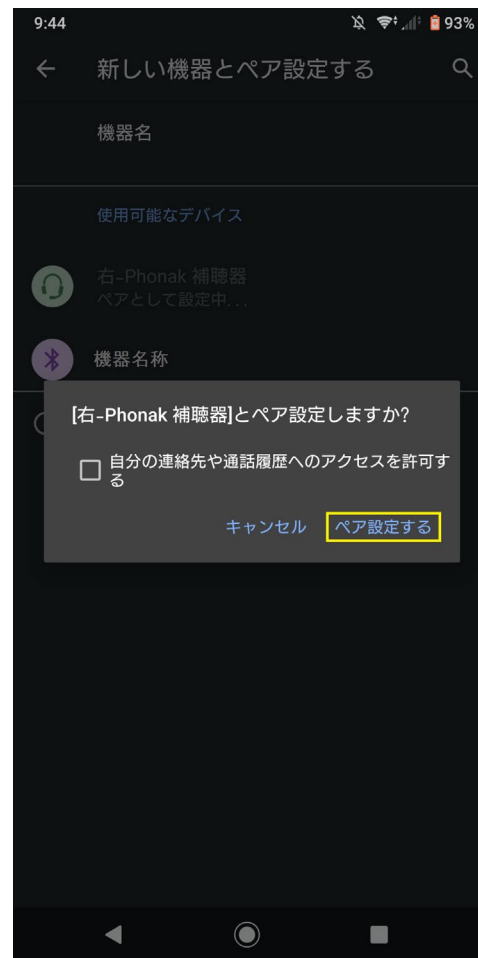 9:44
93%
新しい機器とペア設定する
機器名
使用可能なデバイス
右-Phonak 補聴器
ペアとして設定中...
機器名称
[右-Phonak 補聴器]とペア設定しますか?
自分の連絡先や通話履歴へのアクセスを許可す
る
キャンセル
ペア設定する